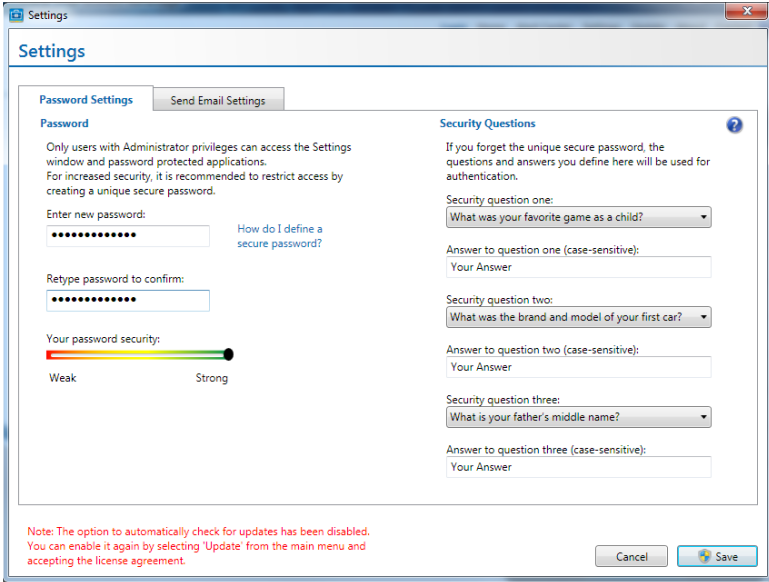 Settings
Settings
Password Settings
Send Email Settings
Password
Only users with Administrator privileges can access the Settings
window and password protected applications.
For increased security, it is recommended to restrict access by
creating a unique secure password.
Enter new password:
•••••••••••••
How do I define a
secure password?
Retype password to confirm:
•••••••••••••
Your password security:
Weak
Strong
Security Questions
?
If you forget the unique secure password, the
questions and answers you define here will be used for
authentication.
Security question one:
What was your favorite game as a child?
Answer to question one (case-sensitive):
Your Answer
Security question two:
What was the brand and model of your first car?
Answer to question two (case-sensitive):
Your Answer
Security question three:
What is your father's middle name?
Answer to question three (case-sensitive):
Your Answer
Note: The option to automatically check for updates has been disabled.
You can enable it again by selecting 'Update' from the main menu and
accepting the license agreement.
Cancel
Save